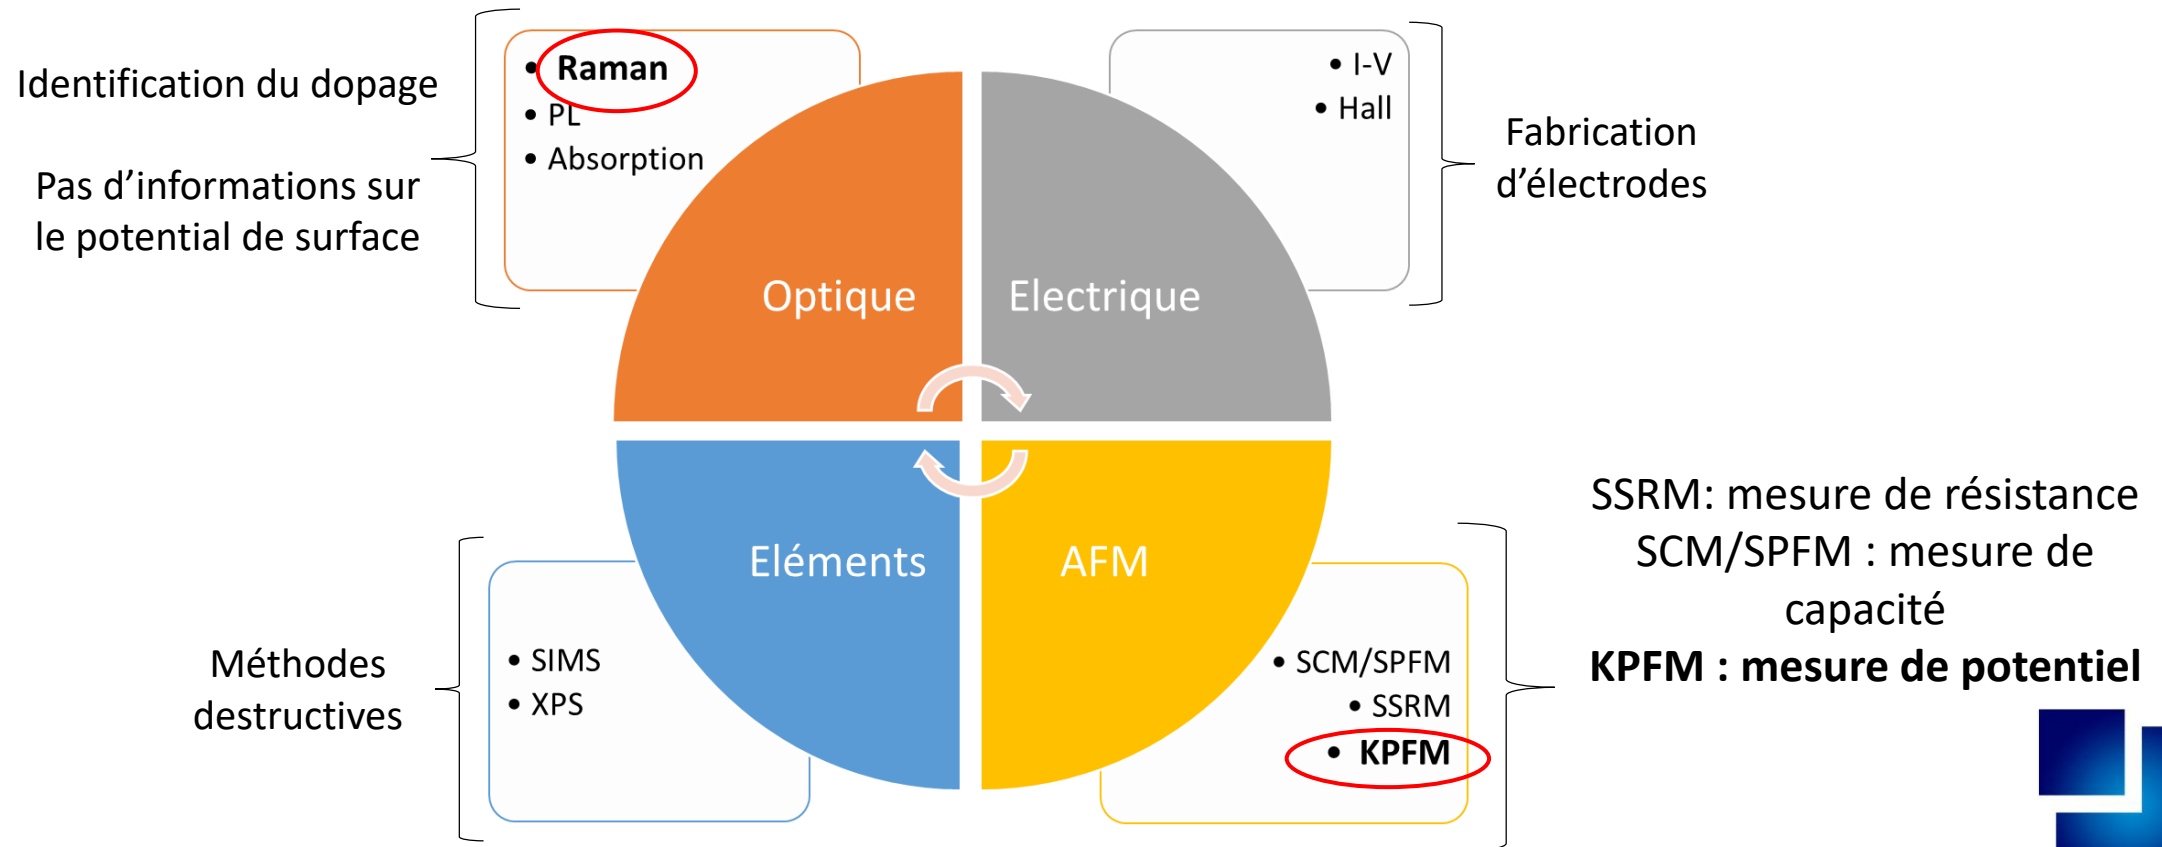 Identification du dopage
Pas d’informations sur
le potential de surface
• Raman
• PL
• Absorption
• I-V
• Hall
Fabrication
d’électrodes
Optique
Electrique
Eléments
AFM
Méthodes
destructives
• SIMS
• XPS
• SCM/SPFM
• SSRM
• KPFM
SSRM: mesure de résistance
SCM/SPFM : mesure de
capacité
KPFM : mesure de potentiel